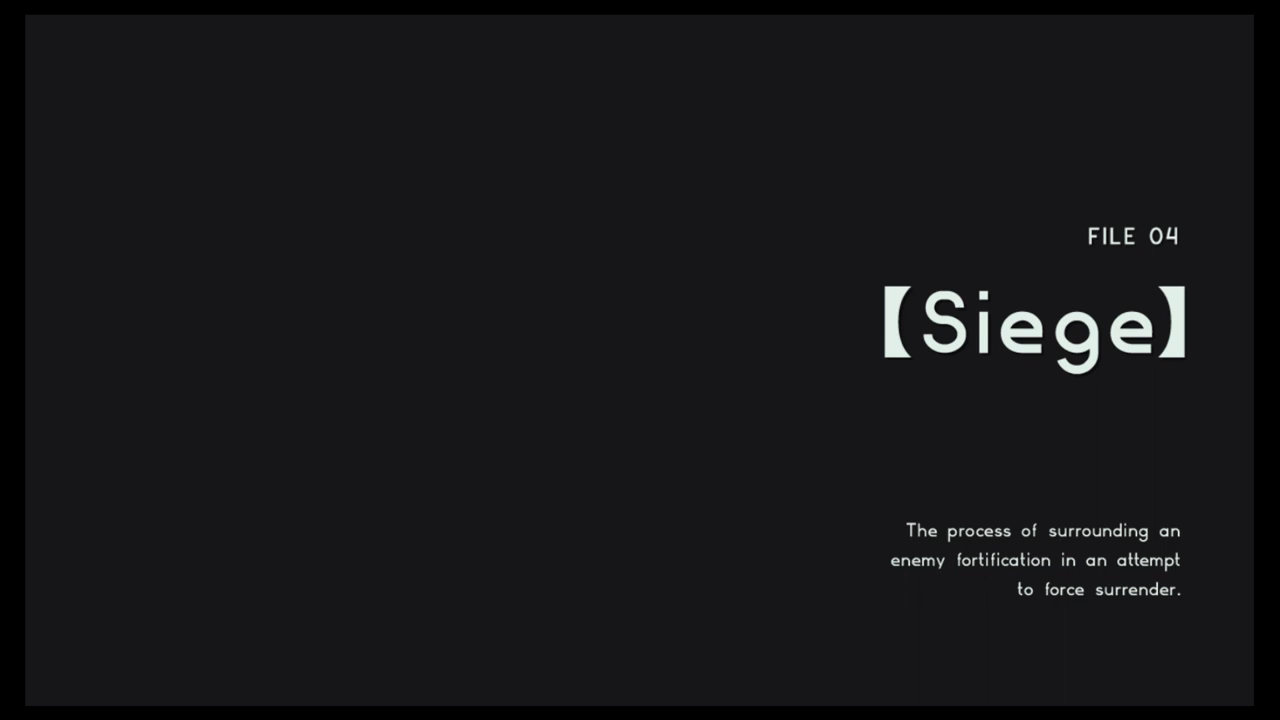 FILE 04
【Siege】
The process of surrounding an
enemy fortification in an attempt
to force surrender.